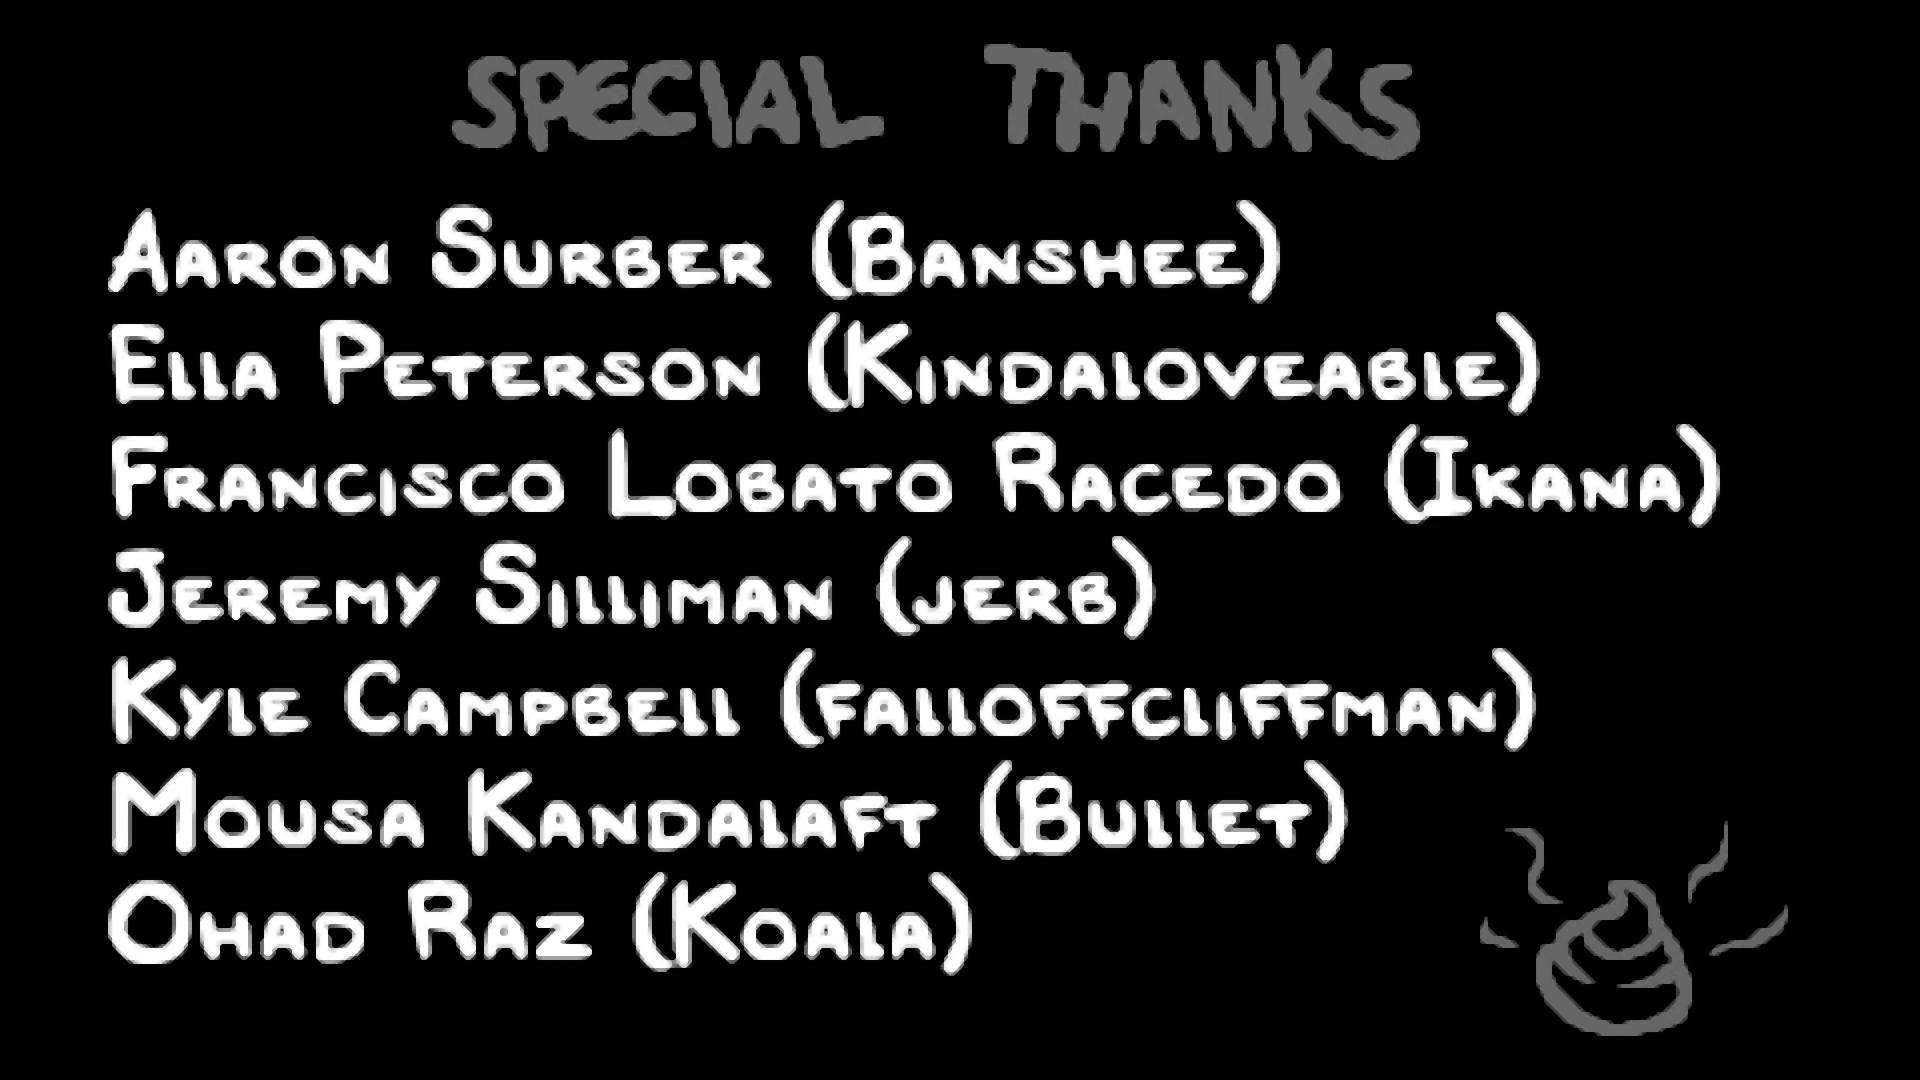 SPECIAL THANKS
Aaron Surber (Banshee)
Ella Peterson (Kindaloveable)
Francisco Lobato Racedo (Ikana)
Jeremy Silliman (jerb)
Kyle Campbell (falloffcliffman)
Mousa Kandalaft (Bullet)
Ohad Raz (Koala)